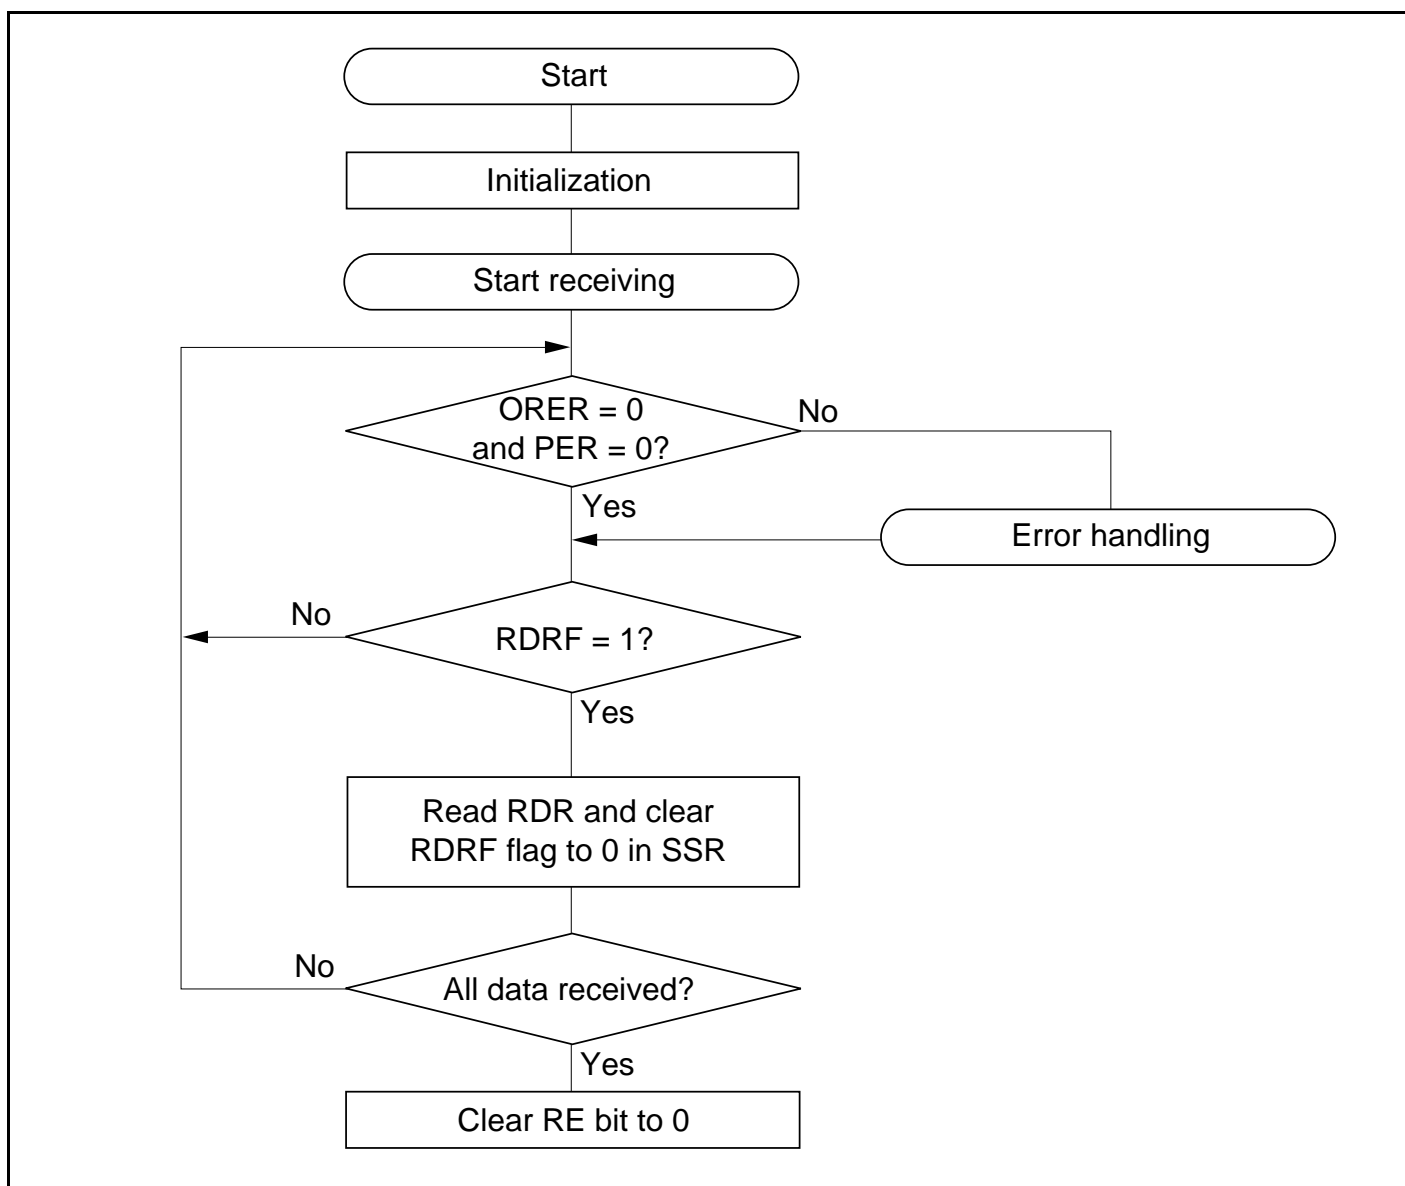 Start
Initialization
Start receiving
ORER = 0
and PER = 0?
No
Yes
Error handling
No
RDRF = 1?
Yes
Read RDR and clear
RDRF flag to 0 in SSR
No
All data received?
Yes
Clear RE bit to 0